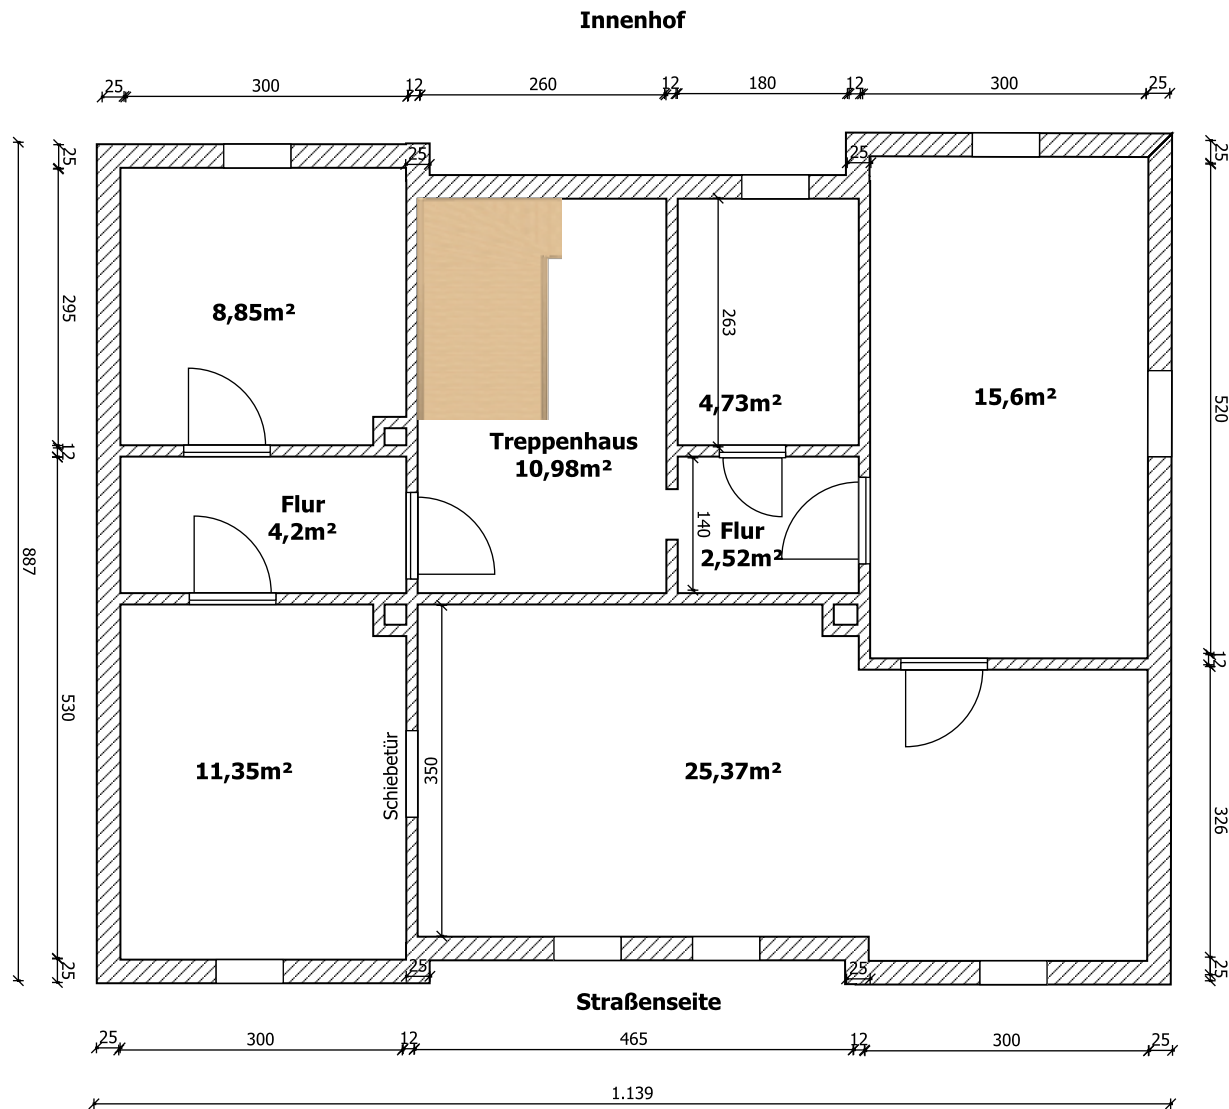 Innenhof
25 300 12 260 12 180 12 300 25
25 25
25 25
295 8,85m² 263 4,73m² 15,6m² 520
Treppenhaus
10,98m²
12
Flur
4,2m²
140
Flur
2,52m²
887
12
530 11,35m² Schiebetür 350 25,37m² 326
25 25 25 25
Straßenseite
25 300 12 465 12 300 25
1.139